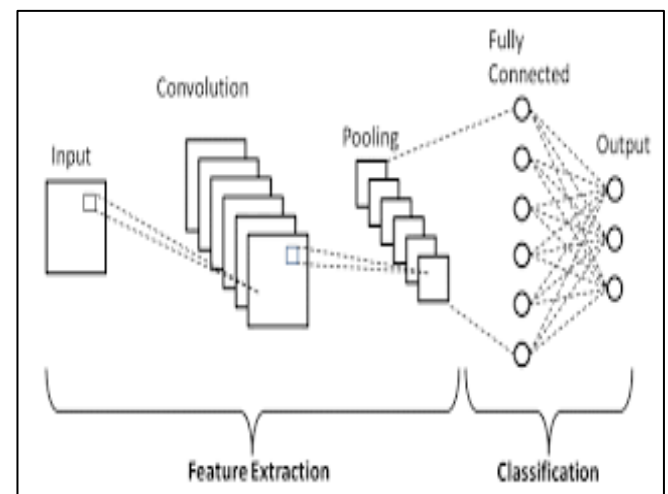 Fully
Connected
Convolution
Pooling
Output
Input
Feature Extraction
Classification